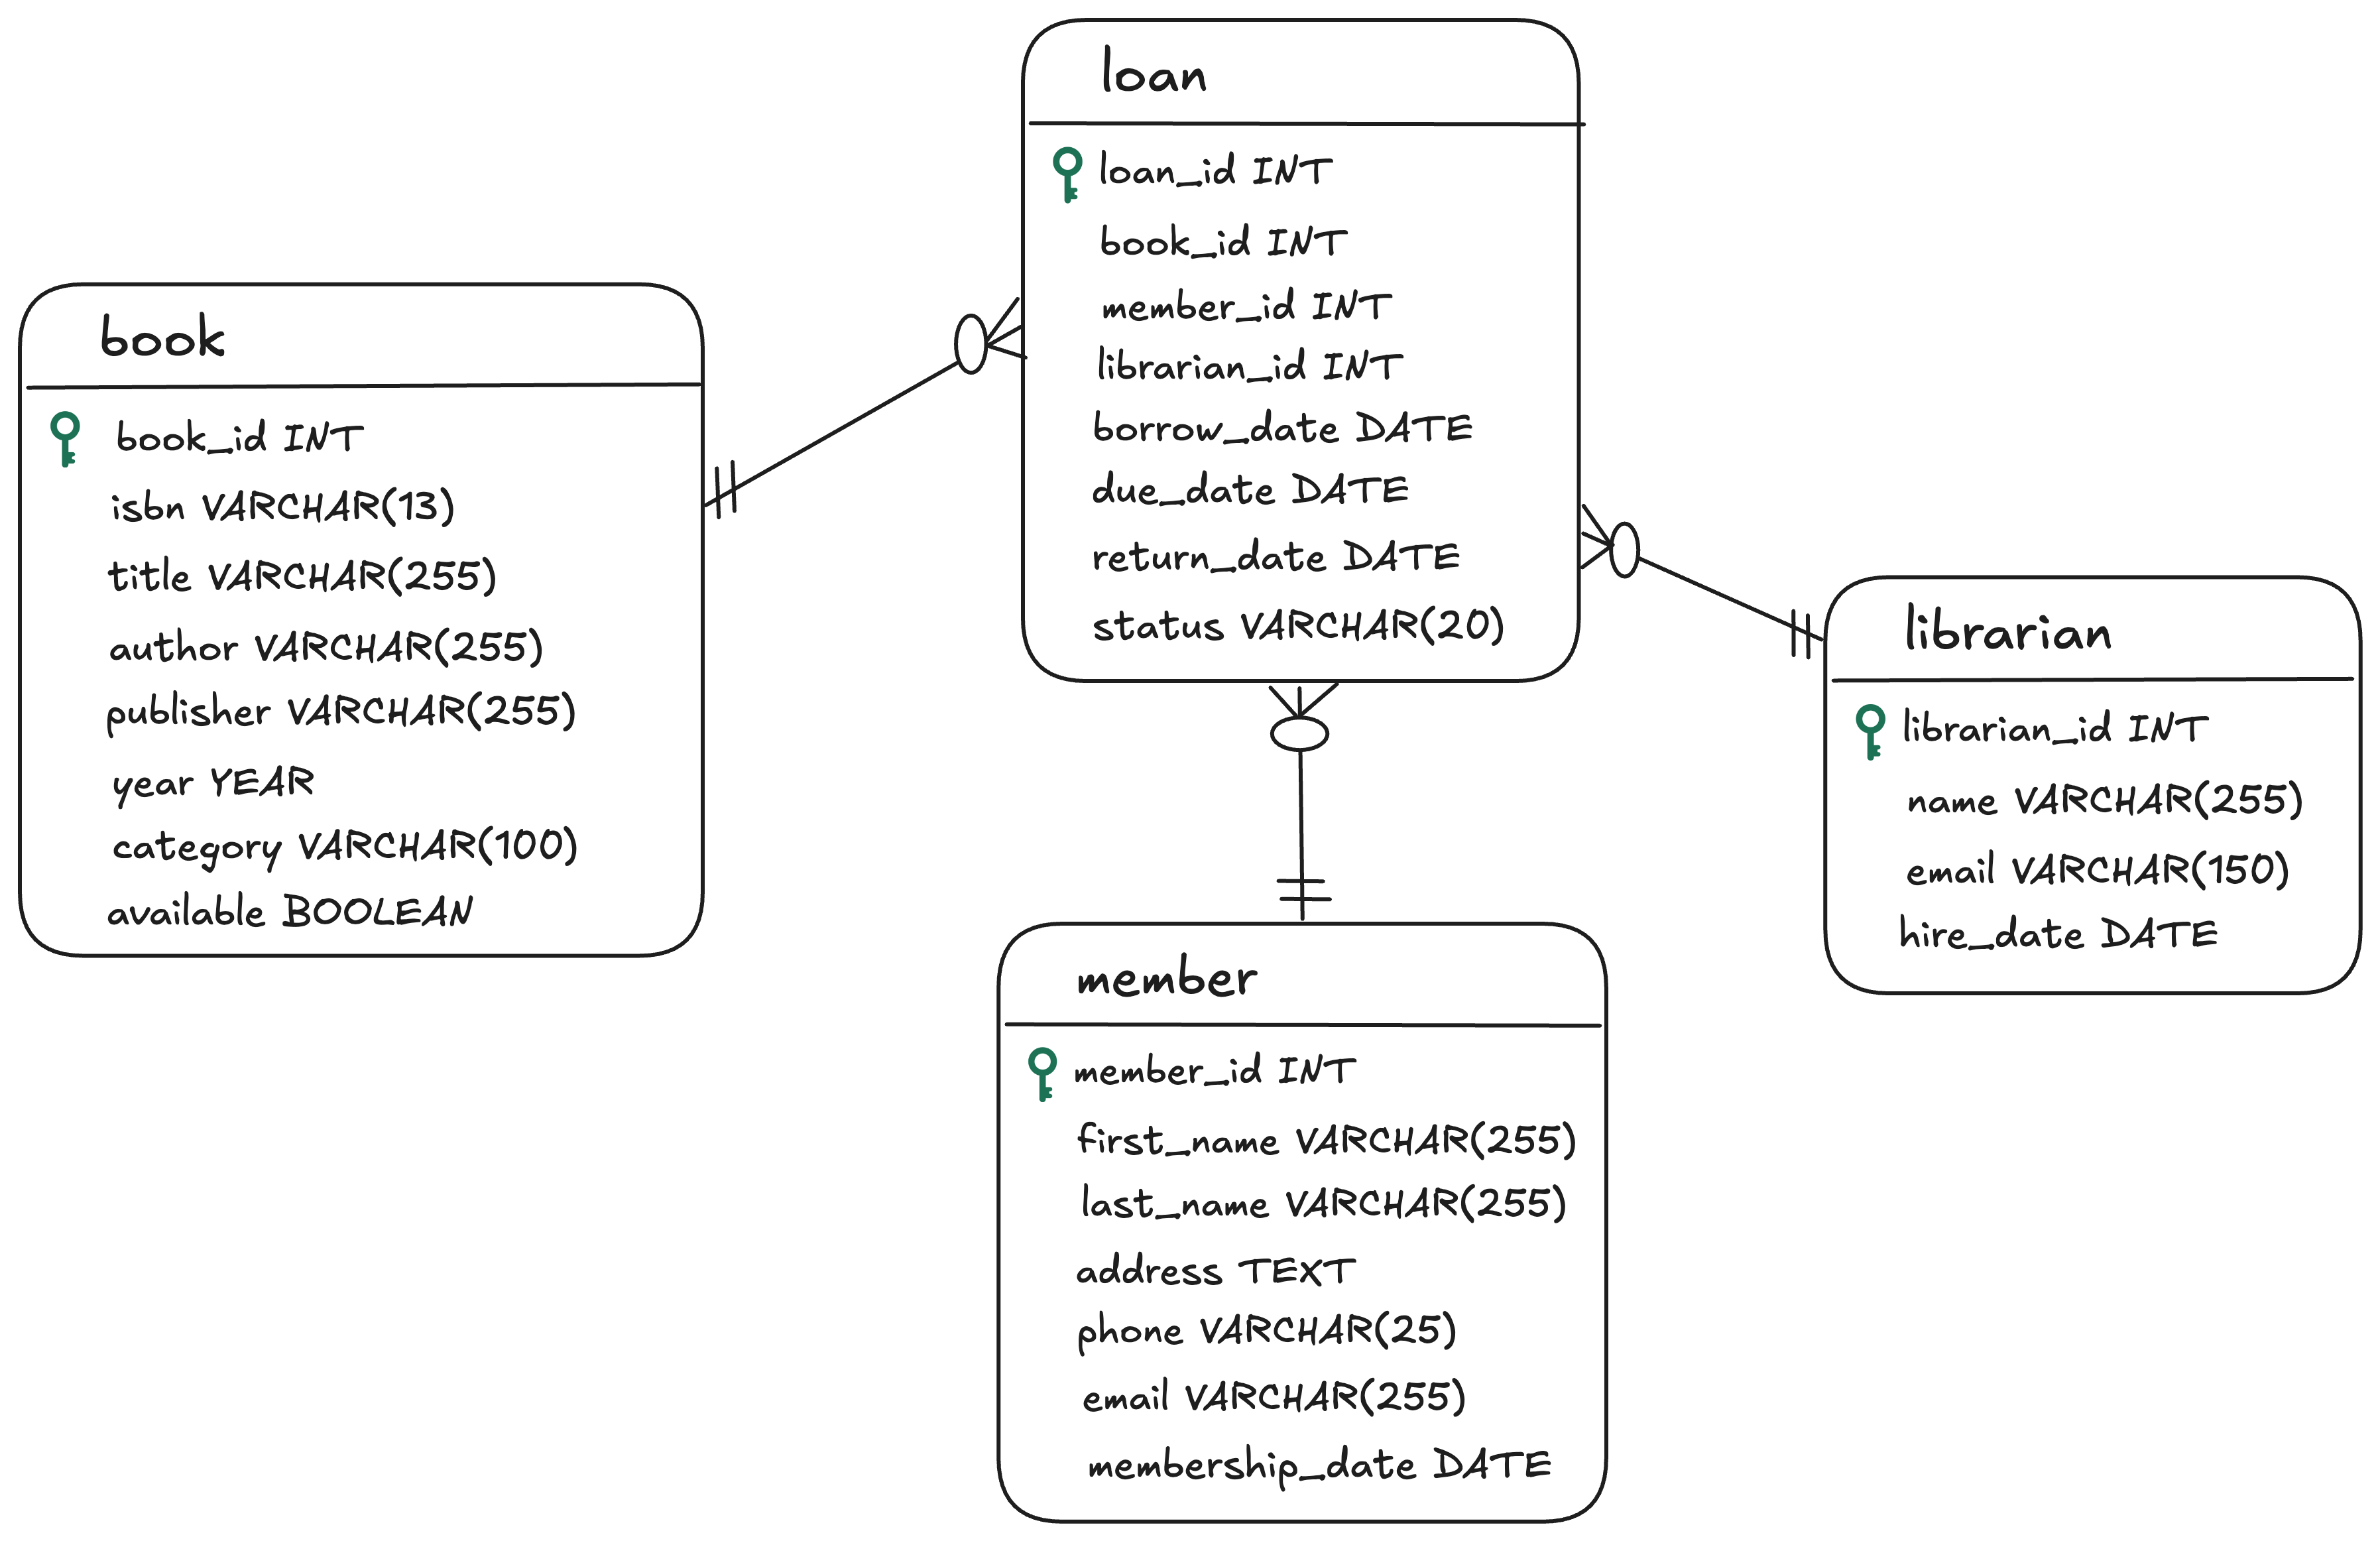 loan
loan_id INT
book_id INT
member_id INT
librarian_id INT
borrow_date DATE
due_date DATE
return_date DATE
status VARCHAR(20)
book
book_id INT
isbn VARCHAR(13)
title VARCHAR(255)
author VARCHAR(255)
publisher VARCHAR(255)
year YEAR
category VARCHAR(100)
available BOOLEAN
librarian
librarian_id INT
name VARCHAR(255)
email VARCHAR(150)
hire_date DATE
member
member_id INT
first_name VARCHAR(255)
last_name VARCHAR(255)
address TEXT
phone VARCHAR(25)
email VARCHAR(255)
membership_date DATE